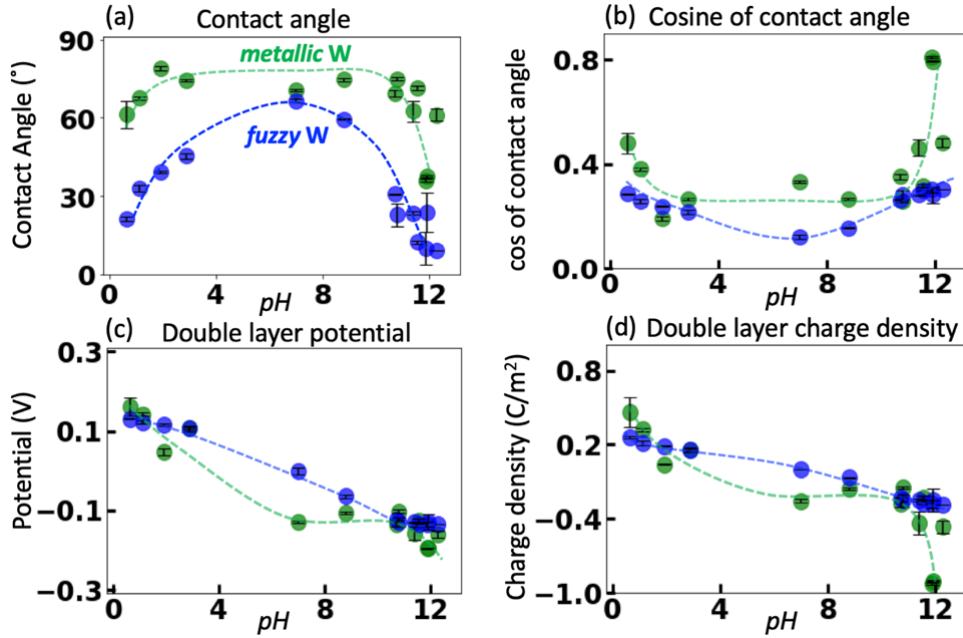 (a) Contact angle
Contact Angle (˚)
90
60
30
0
metallic W
fuzzy W
0 4 8 12
pH
(b) Cosine of contact angle
cos of contact angle
0.8
0.4
0.0
0 4 8 12
pH
(c) Double layer potential
Potential (V)
0.3
0.1
−0.1
−0.3
0 4 8 12
pH
(d) Double layer charge density
Charge density (C/m²)
0.8
0.2
−0.4
−1.0
0 4 8 12
pH